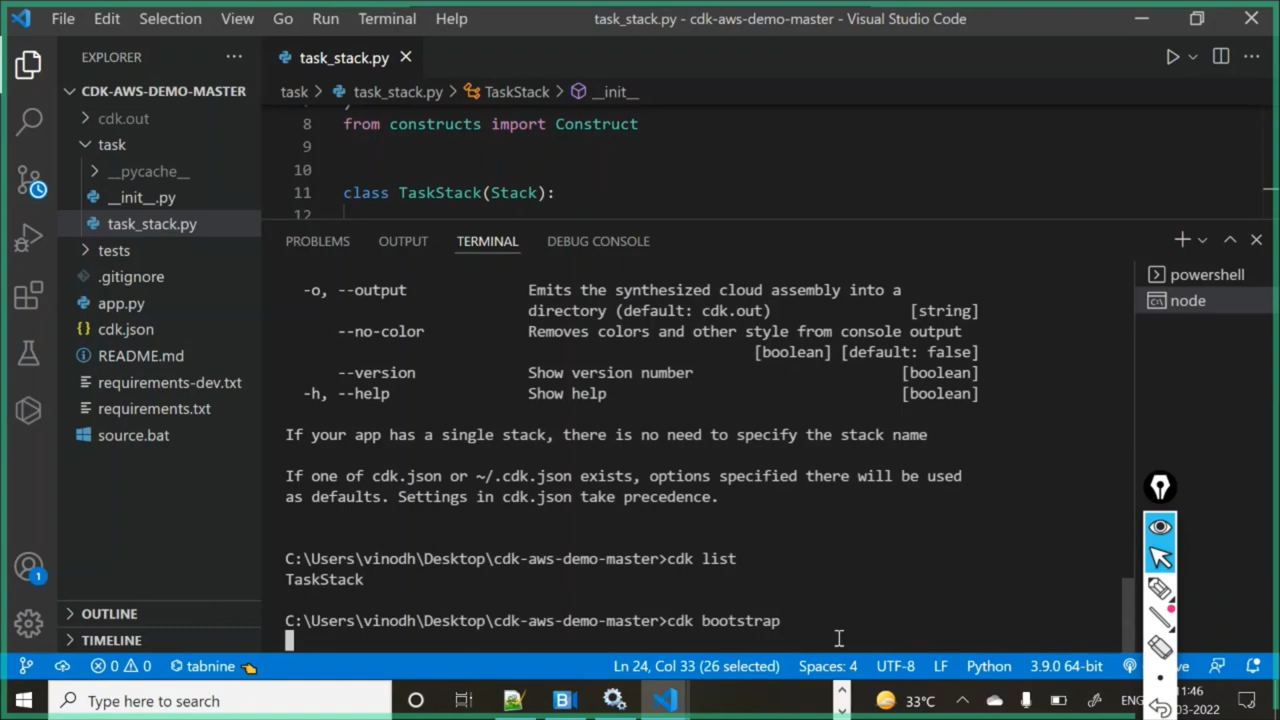 File Edit Selection View Go Run Terminal Help task_stack.py - cdk-aws-demo-master - Visual Studio Code
EXPLORER
task_stack.py
CDK-AWS-DEMO-MASTER
cdk.out
task
__pycache__
__init__.py
task_stack.py
tests
.gitignore
app.py
cdk.json
README.md
requirements-dev.txt
requirements.txt
source.bat
OUTLINE
TIMELINE
task > task_stack.py > TaskStack > __init__
8 from constructs import Construct
9
10
11 class TaskStack(Stack):
12
PROBLEMS OUTPUT TERMINAL DEBUG CONSOLE
powershell
node
-o, --output Emits the synthesized cloud assembly into a
directory (default: cdk.out) [string]
--no-color Removes colors and other style from console output
[boolean] [default: false]
--version Show version number [boolean]
-h, --help Show help [boolean]
If your app has a single stack, there is no need to specify the stack name
If one of cdk.json or ~/.cdk.json exists, options specified there will be used
as defaults. Settings in cdk.json take precedence.
C:\Users\vinodh\Desktop\cdk-aws-demo-master>cdk list
TaskStack
C:\Users\vinodh\Desktop\cdk-aws-demo-master>cdk bootstrap
1
0 0 tabnine Ln 24, Col 33 (26 selected) Spaces: 4 UTF-8 LF Python 3.9.0 64-bit
Type here to search
33°C
ENG
11:46